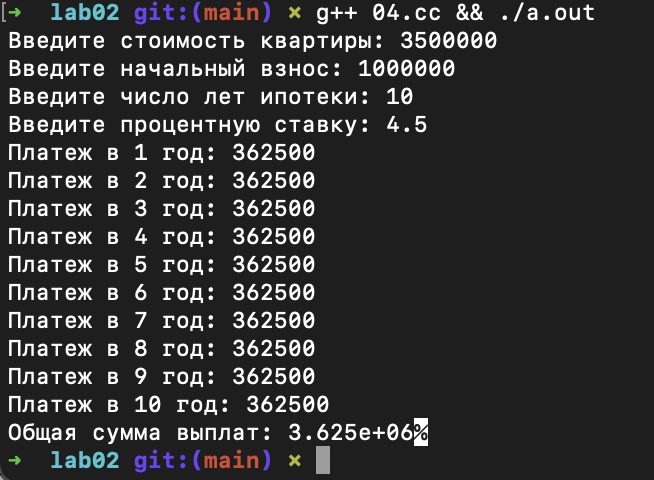 [➜  lab02 git:(main) × g++ 04.cc && ./a.out
Введите стоимость квартиры: 3500000
Введите начальный взнос: 1000000
Введите число лет ипотеки: 10
Введите процентную ставку: 4.5
Платеж в 1 год: 362500
Платеж в 2 год: 362500
Платеж в 3 год: 362500
Платеж в 4 год: 362500
Платеж в 5 год: 362500
Платеж в 6 год: 362500
Платеж в 7 год: 362500
Платеж в 8 год: 362500
Платеж в 9 год: 362500
Платеж в 10 год: 362500
Общая сумма выплат: 3.625e+06%
➜  lab02 git:(main) ×